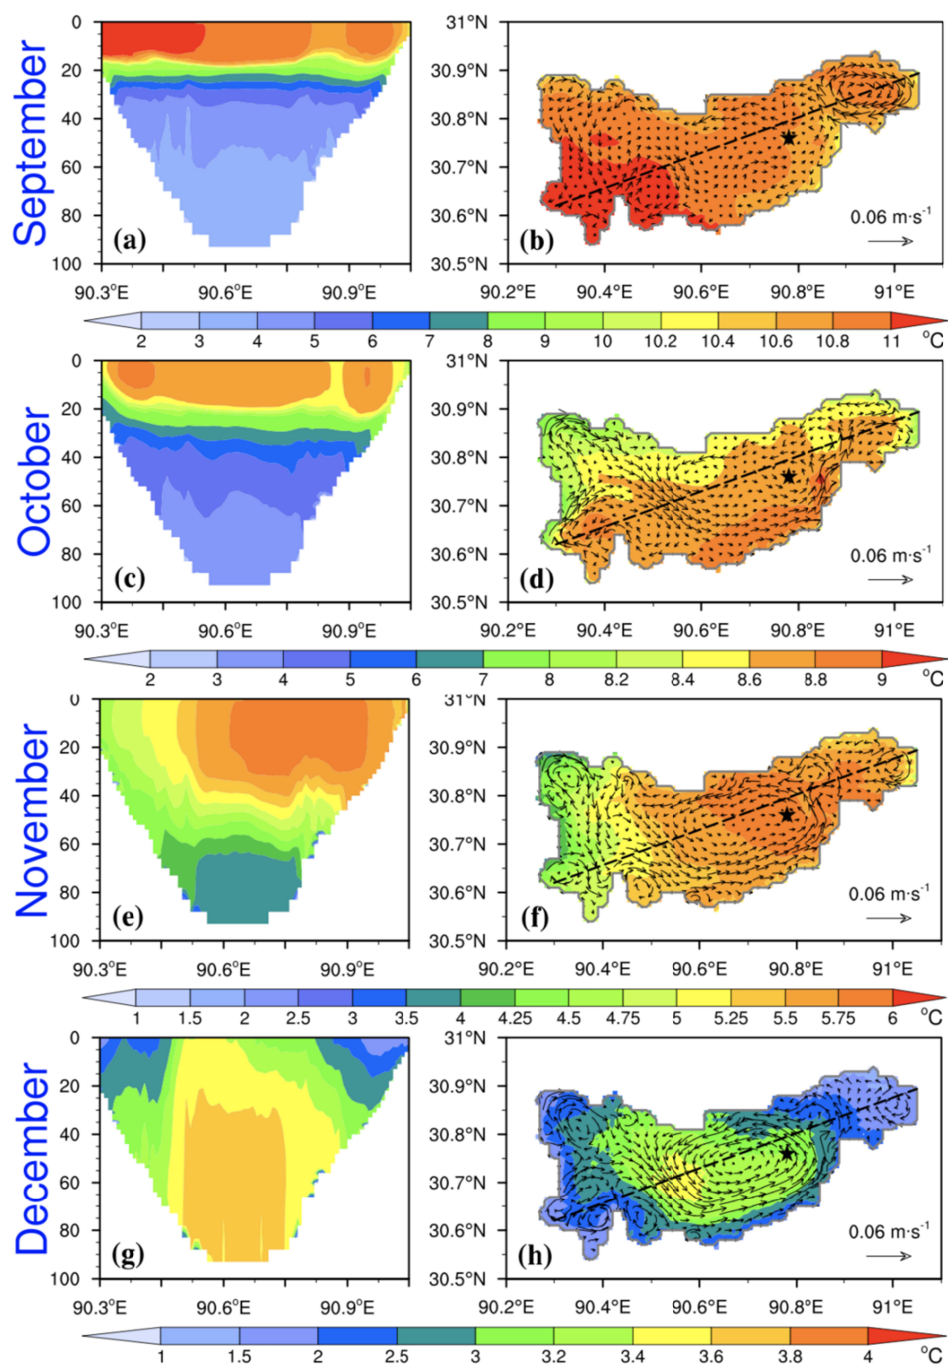 September
0
20
40
60
80
100
(a)
90.3°E 90.6°E 90.9°E
31°N
30.9°N
30.8°N
30.7°N
30.6°N
30.5°N
(b)
0.06 m·s⁻¹
90.2°E 90.4°E 90.6°E 90.8°E 91°E
2 3 4 5 6 7 8 9 10 10.2 10.4 10.6 10.8 11 °C
October
0
20
40
60
80
100
(c)
90.3°E 90.6°E 90.9°E
31°N
30.9°N
30.8°N
30.7°N
30.6°N
30.5°N
(d)
0.06 m·s⁻¹
90.2°E 90.4°E 90.6°E 90.8°E 91°E
2 3 4 5 6 7 8 8.2 8.4 8.6 8.8 9 °C
November
0
20
40
60
80
100
(e)
90.3°E 90.6°E 90.9°E
31°N
30.9°N
30.8°N
30.7°N
30.6°N
30.5°N
(f)
0.06 m·s⁻¹
90.2°E 90.4°E 90.6°E 90.8°E 91°E
1 1.5 2 2.5 3 3.5 4 4.25 4.5 4.75 5 5.25 5.5 5.75 6 °C
December
0
20
40
60
80
100
(g)
90.3°E 90.6°E 90.9°E
31°N
30.9°N
30.8°N
30.7°N
30.6°N
30.5°N
(h)
0.06 m·s⁻¹
90.2°E 90.4°E 90.6°E 90.8°E 91°E
1 1.5 2 2.5 3 3.2 3.4 3.6 3.8 4 °C